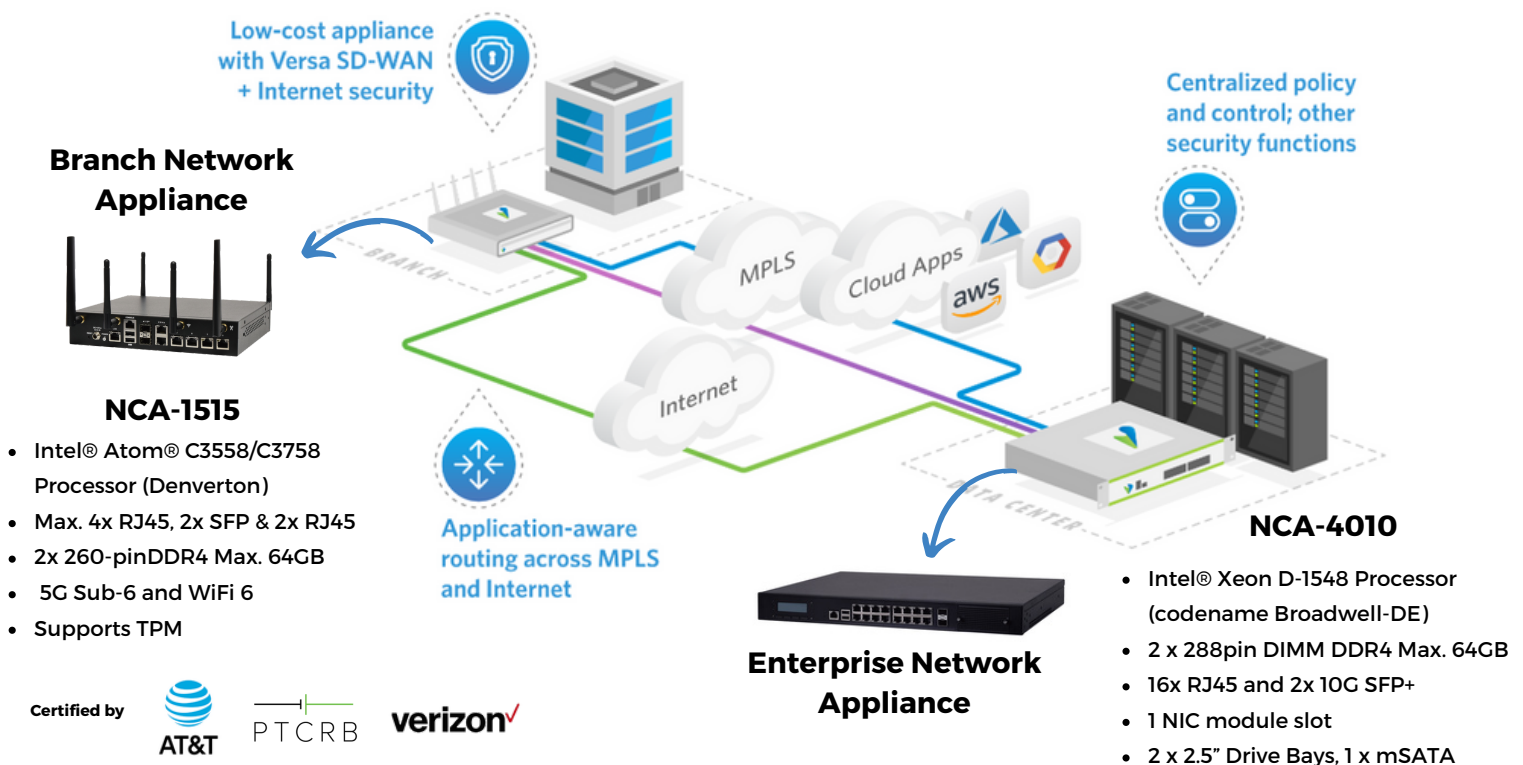 Low-cost appliance
with Versa SD-WAN
+ Internet security
Centralized policy
and control; other
security functions
Branch Network
Appliance
BRANCH
MPLS
Cloud Apps
aws
Internet
DATA CENTER
NCA-1515
• Intel® Atom® C3558/C3758
Processor (Denverton)
• Max. 4x RJ45, 2x SFP & 2x RJ45
• 2x 260-pinDDR4 Max. 64GB
• 5G Sub-6 and WiFi 6
• Supports TPM
Application-aware
routing across MPLS
and Internet
NCA-4010
• Intel® Xeon D-1548 Processor
(codename Broadwell-DE)
• 2 x 288pin DIMM DDR4 Max. 64GB
• 16x RJ45 and 2x 10G SFP+
• 1 NIC module slot
• 2 x 2.5” Drive Bays, 1 x mSATA
Enterprise Network
Appliance
Certified by
AT&T
PTCRB
verizon